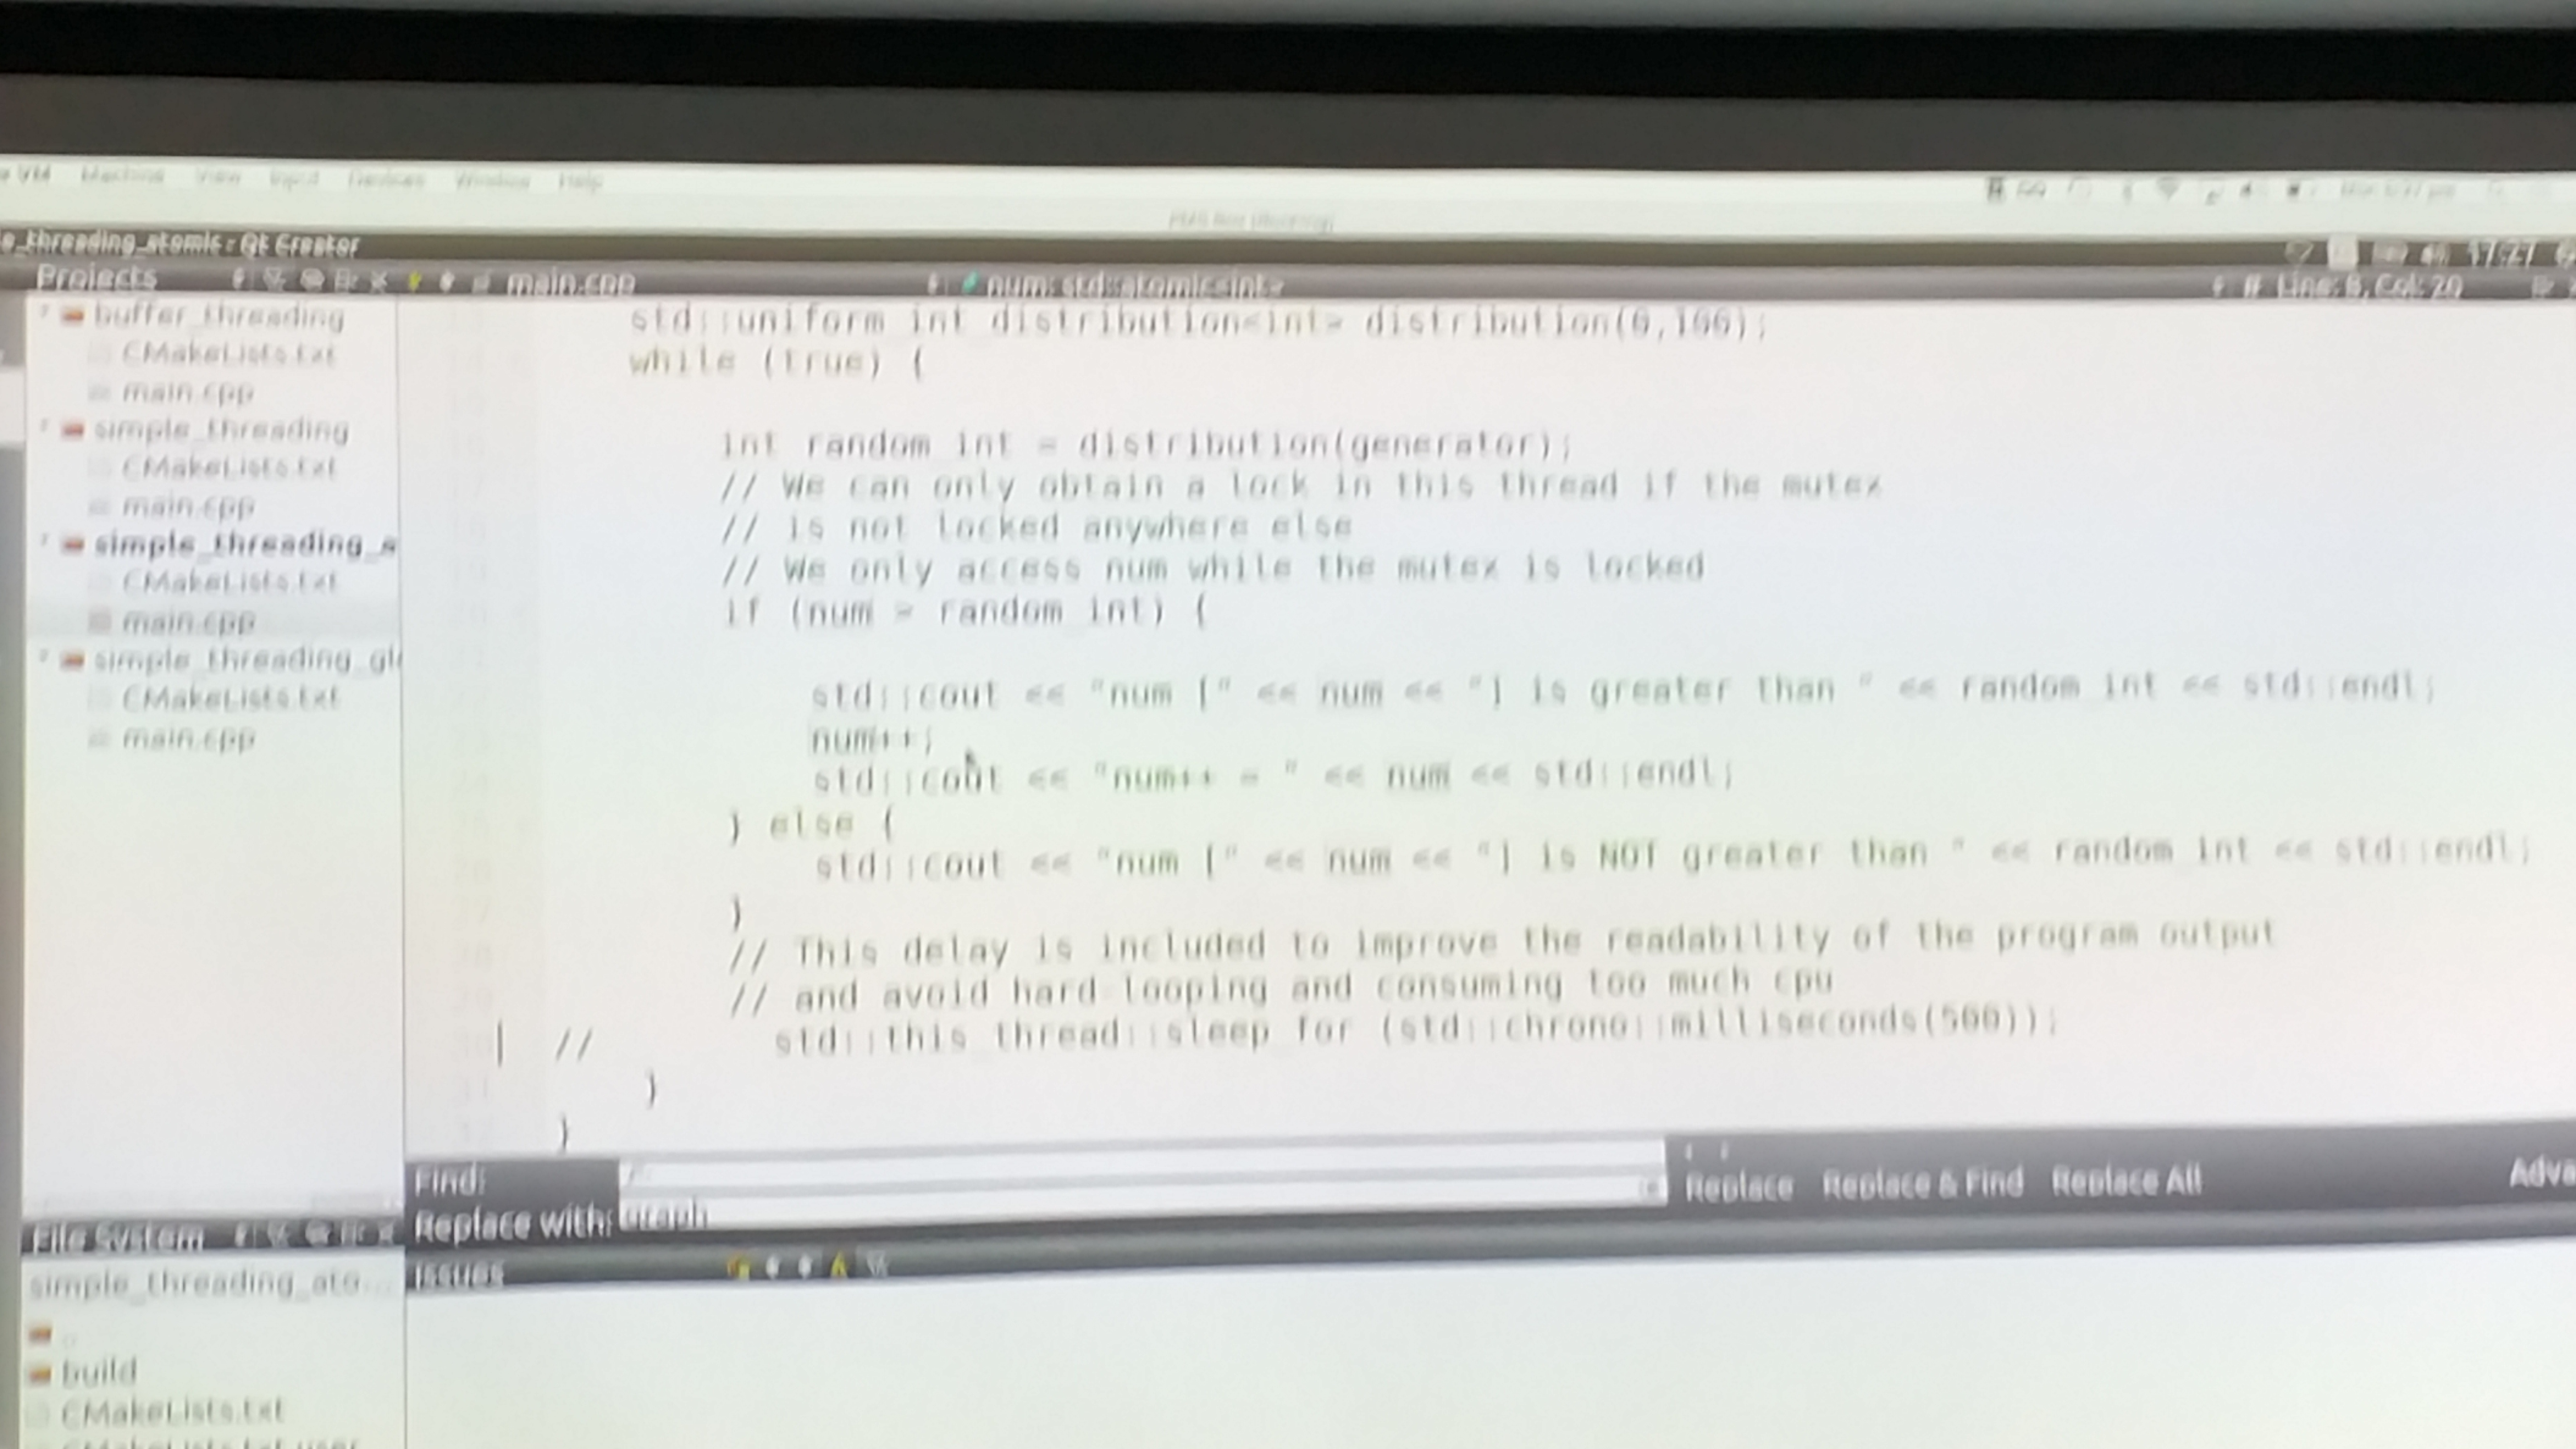 VM Machine View Input Devices Window Help
_threading_atomic - Qt Creator
17:27
Projects
main.cpp
num: std::atomic<int>
Line: 8, Col: 20
buffer_threading
CMakeLists.txt
main.cpp
simple_threading
CMakeLists.txt
main.cpp
simple_threading_a
CMakeLists.txt
main.cpp
simple_threading_gl
CMakeLists.txt
main.cpp
std::uniform_int_distribution<int> distribution(0,100);
while (true) {
int random_int = distribution(generator);
// We can only obtain a lock in this thread if the mutex
// is not locked anywhere else
// We only access num while the mutex is locked
if (num > random_int) {
std::cout << "num [" << num << "] is greater than " << random_int << std::endl;
num++;
std::cout << "num++ = " << num << std::endl;
} else {
std::cout << "num [" << num << "] is NOT greater than " << random_int << std::endl;
}
// This delay is included to improve the readability of the program output
// and avoid hard looping and consuming too much cpu
// std::this_thread::sleep_for (std::chrono::milliseconds(500));
}
}
Find:
Replace with: graph
Replace Replace & Find Replace All Adva
File System
Issues
simple_threading_ato...
..
build
CMakeLists.txt
CMakeLists.txt.user